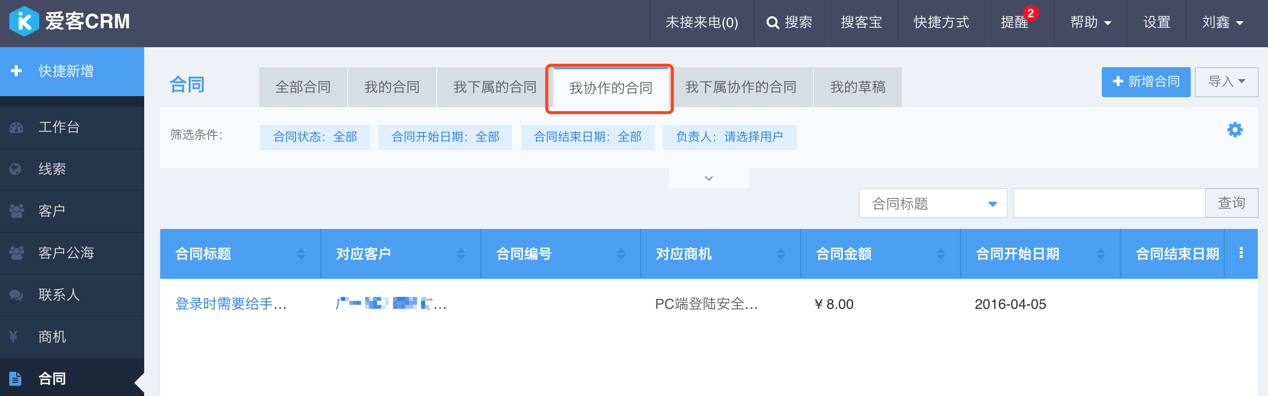 爱客CRM 未接来电(0) 搜索 搜客宝 快捷方式 提醒 2 帮助 设置 刘鑫
快捷新增
工作台
线索
客户
客户公海
联系人
¥ 商机
合同
合同 全部合同 我的合同 我下属的合同 我协作的合同 我下属协作的合同 我的草稿 新增合同 导入
筛选条件: 合同状态: 全部 合同开始日期: 全部 合同结束日期: 全部 负责人: 请选择用户
合同标题 查询
合同标题 对应客户 合同编号 对应商机 合同金额 合同开始日期 合同结束日期
登录时需要给手... ... PC端登陆安全... ¥ 8.00 2016-04-05